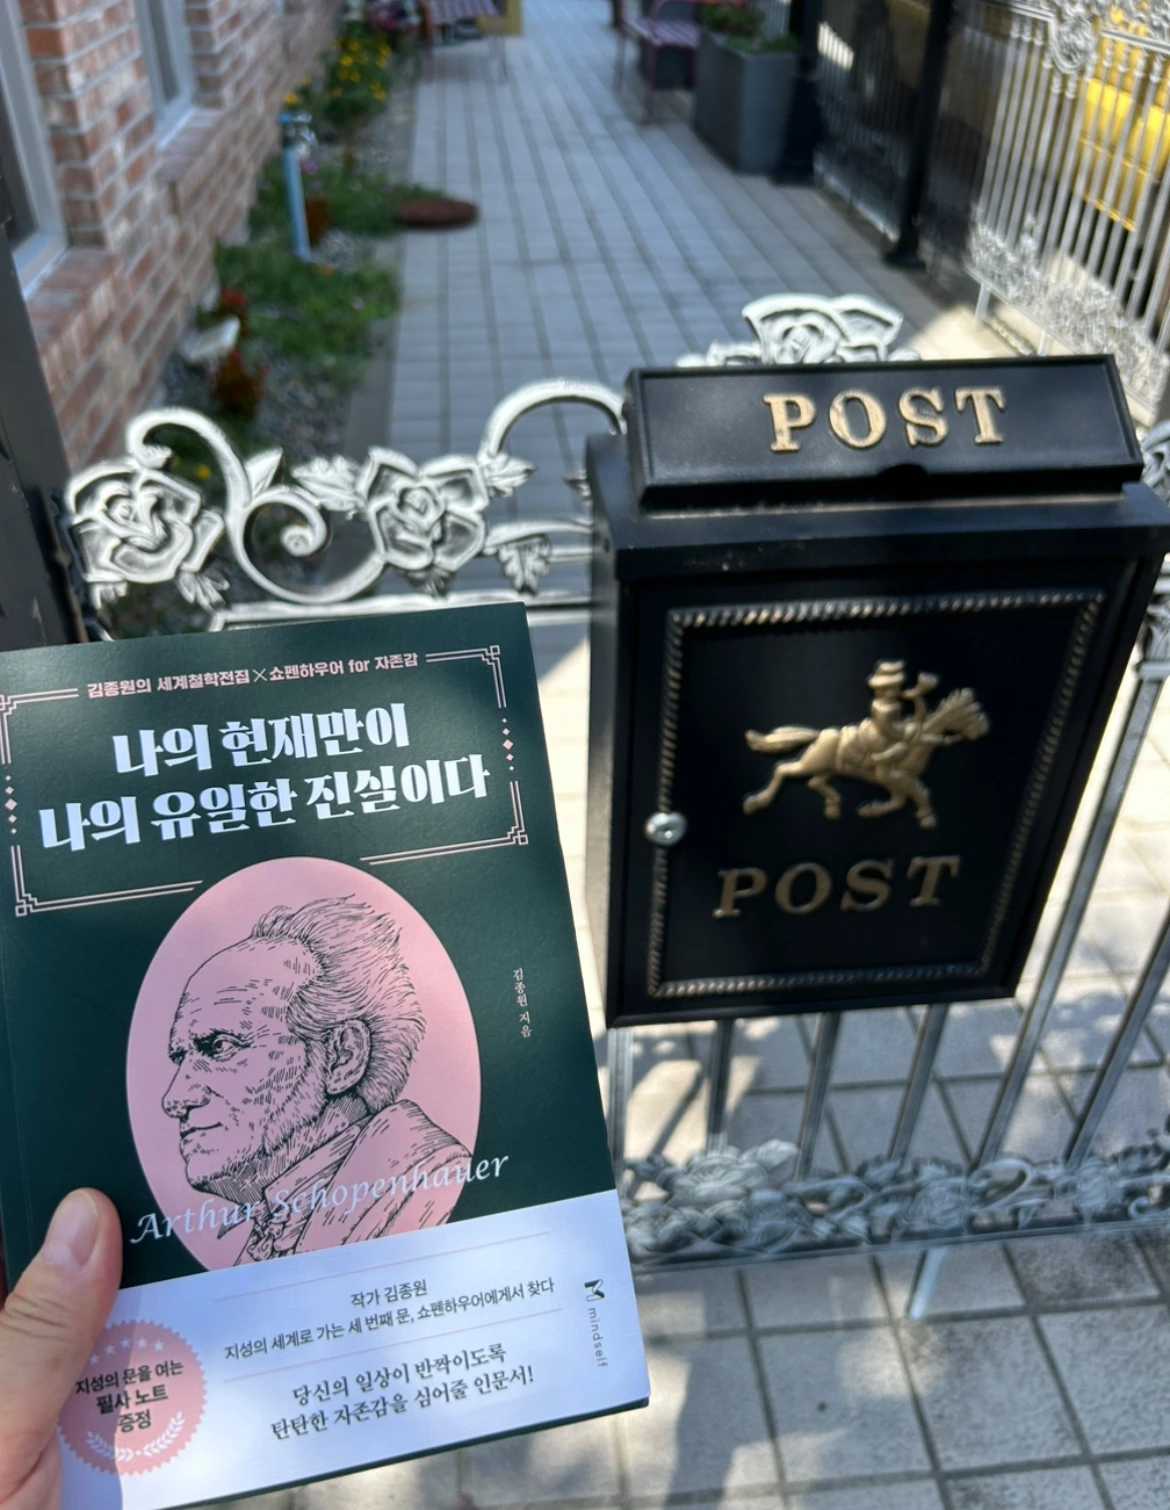 POST
POST
김종원의 세계철학전집×쇼펜하우어 for 자존감
나의 현재만이
나의 유일한 진실이다
김종원 지음
Arthur Schopenhauer
작가 김종원
지성의 세계로 가는 세 번째 문, 쇼펜하우어에게서 찾다
당신의 일상이 반짝이도록
탄탄한 자존감을 심어줄 인문서!
mindself
지성의 문을 여는
필사 노트
증정